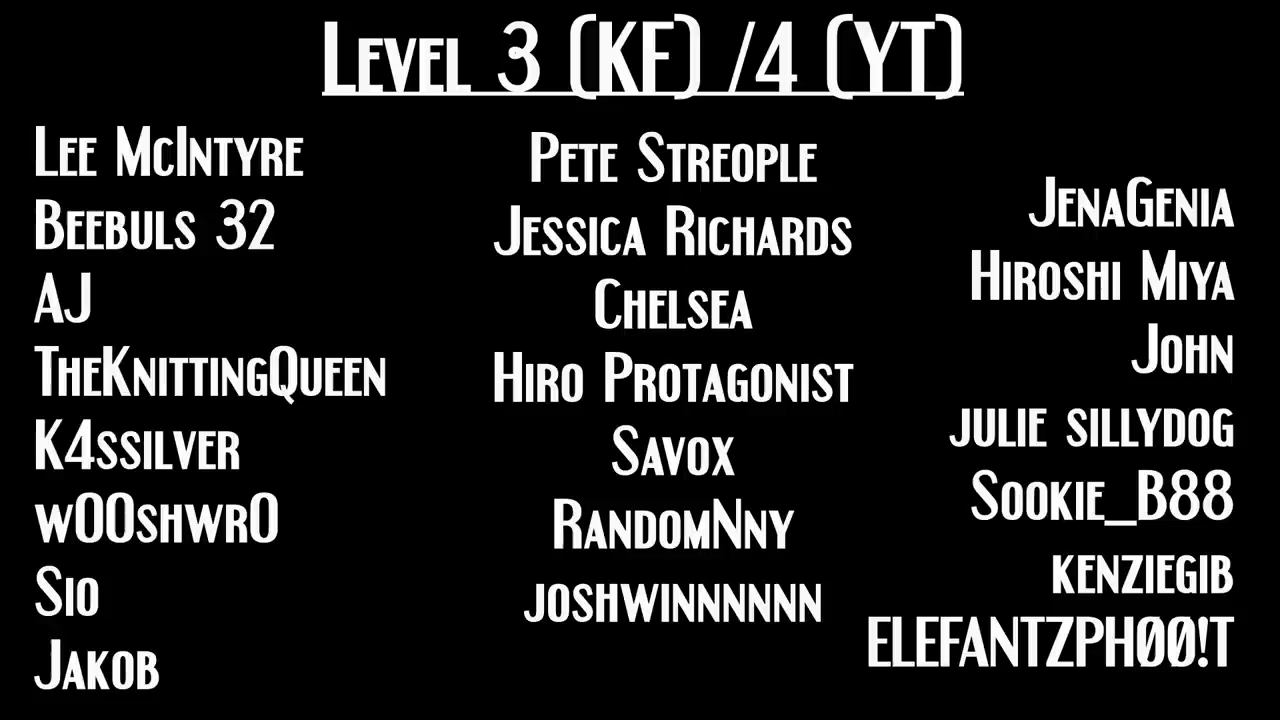 Level 3 (KF) /4 (YT)
Lee McIntyre
Beebuls 32
AJ
TheKnittingQueen
K4ssilver
w00shwr0
Sio
Jakob
Pete Streople
Jessica Richards
Chelsea
Hiro Protagonist
Savox
RandomNny
joshwinnnnnn
JenaGenia
Hiroshi Miya
John
julie sillydog
Sookie_B88
kenziegib
ELEFANTZPHØØ!T